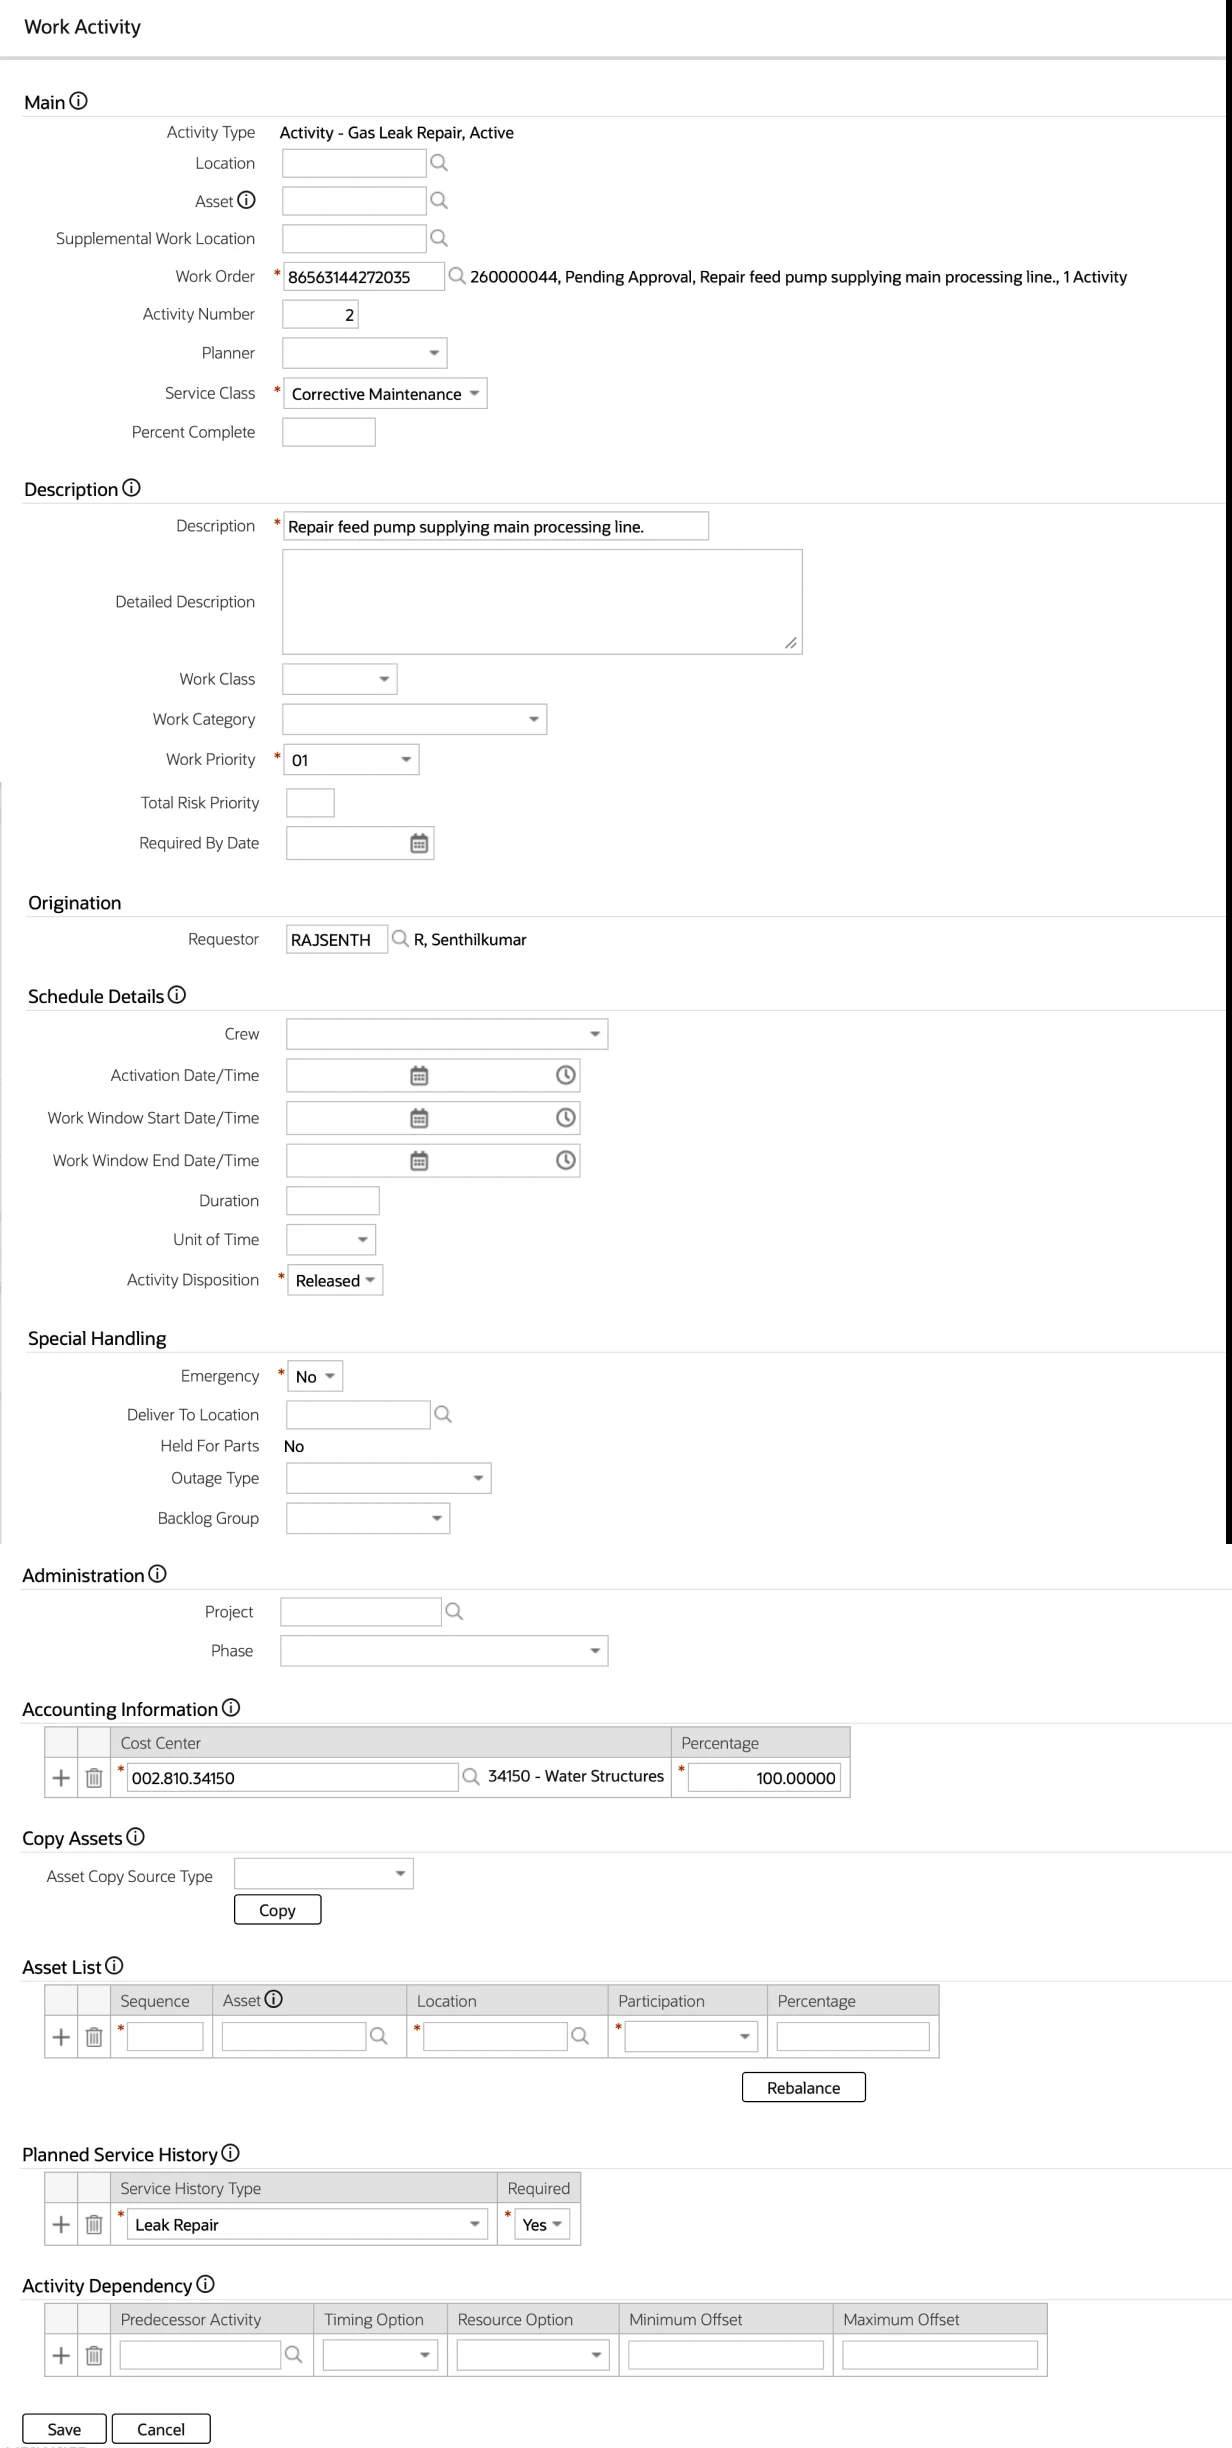 Work Activity
Main
Activity Type Activity - Gas Leak Repair, Active
Location
Asset
Supplemental Work Location
Work Order * 86563144272035 260000044, Pending Approval, Repair feed pump supplying main processing line., 1 Activity
Activity Number 2
Planner
Service Class * Corrective Maintenance
Percent Complete
Description
Description * Repair feed pump supplying main processing line.
Detailed Description
Work Class
Work Category
Work Priority * 01
Total Risk Priority
Required By Date
Origination
Requestor RAJSENTH R, Senthilkumar
Schedule Details
Crew
Activation Date/Time
Work Window Start Date/Time
Work Window End Date/Time
Duration
Unit of Time
Activity Disposition * Released
Special Handling
Emergency * No
Deliver To Location
Held For Parts No
Outage Type
Backlog Group
Administration
Project
Phase
Accounting Information
Cost Center Percentage
* 002.810.34150 34150 - Water Structures * 100.00000
Copy Assets
Asset Copy Source Type
Copy
Asset List
Sequence Asset Location Participation Percentage
* * *
Rebalance
Planned Service History
Service History Type Required
* Leak Repair * Yes
Activity Dependency
Predecessor Activity Timing Option Resource Option Minimum Offset Maximum Offset
Save Cancel